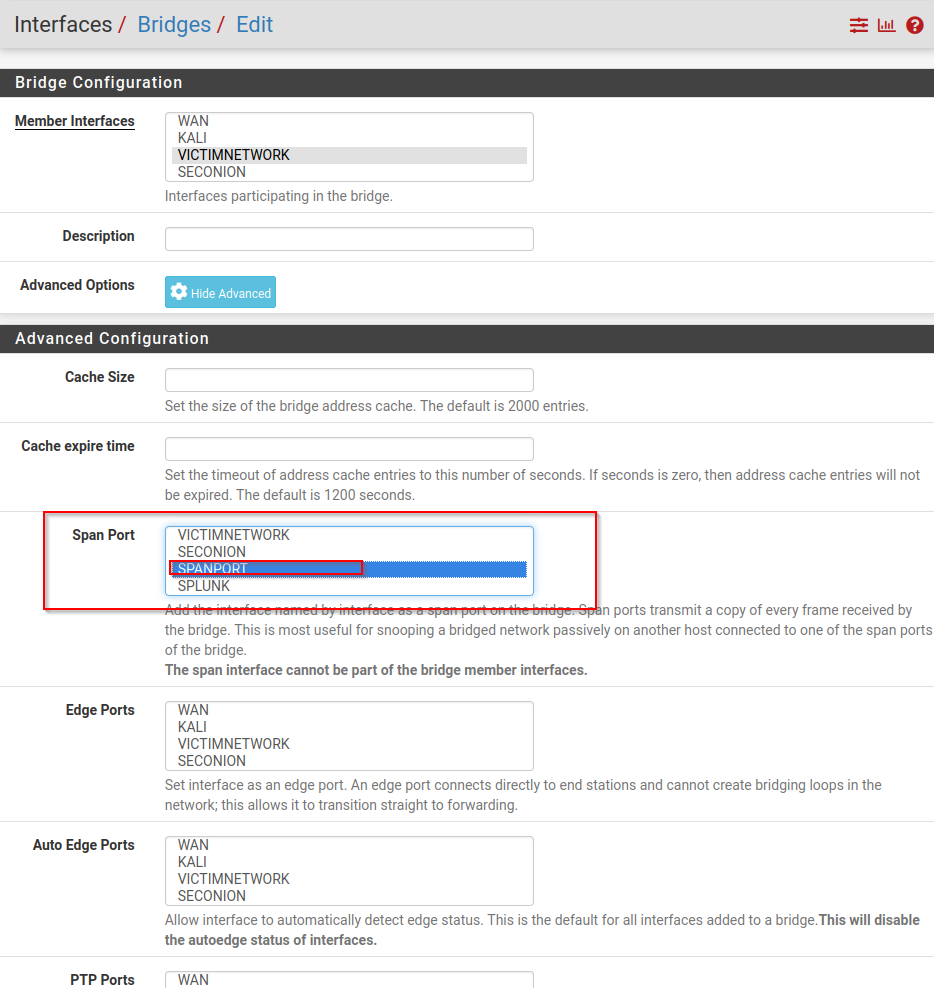 Interfaces / Bridges / Edit
Bridge Configuration
Member Interfaces
WAN
KALI
VICTIMNETWORK
SECONION
Interfaces participating in the bridge.
Description
Advanced Options
Hide Advanced
Advanced Configuration
Cache Size
Set the size of the bridge address cache. The default is 2000 entries.
Cache expire time
Set the timeout of address cache entries to this number of seconds. If seconds is zero, then address cache entries will not
be expired. The default is 1200 seconds.
Span Port
VICTIMNETWORK
SECONION
SPANPORT
SPLUNK
Add the interface named by interface as a span port on the bridge. Span ports transmit a copy of every frame received by
the bridge. This is most useful for snooping a bridged network passively on another host connected to one of the span ports
of the bridge.
The span interface cannot be part of the bridge member interfaces.
Edge Ports
WAN
KALI
VICTIMNETWORK
SECONION
Set interface as an edge port. An edge port connects directly to end stations and cannot create bridging loops in the
network; this allows it to transition straight to forwarding.
Auto Edge Ports
WAN
KALI
VICTIMNETWORK
SECONION
Allow interface to automatically detect edge status. This is the default for all interfaces added to a bridge.This will disable
the autoedge status of interfaces.
PTP Ports
WAN